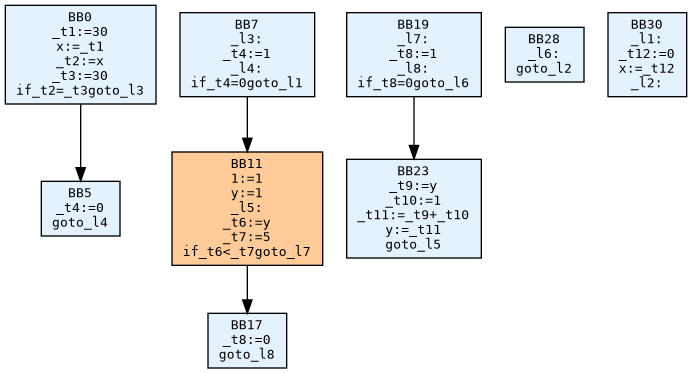 BB0
_t1:=30
x:=_t1
_t2:=x
_t3:=30
if_t2=_t3goto_l3
BB5
_t4:=0
goto_l4
BB7
_l3:
_t4:=1
_l4:
if_t4=0goto_l1
BB11
1:=1
y:=1
_l5:
_t6:=y
_t7:=5
if_t6<_t7goto_l7
BB17
_t8:=0
goto_l8
BB19
_l7:
_t8:=1
_l8:
if_t8=0goto_l6
BB23
_t9:=y
_t10:=1
_t11:=_t9+_t10
y:=_t11
goto_l5
BB28
_l6:
goto_l2
BB30
_l1:
_t12:=0
x:=_t12
_l2: